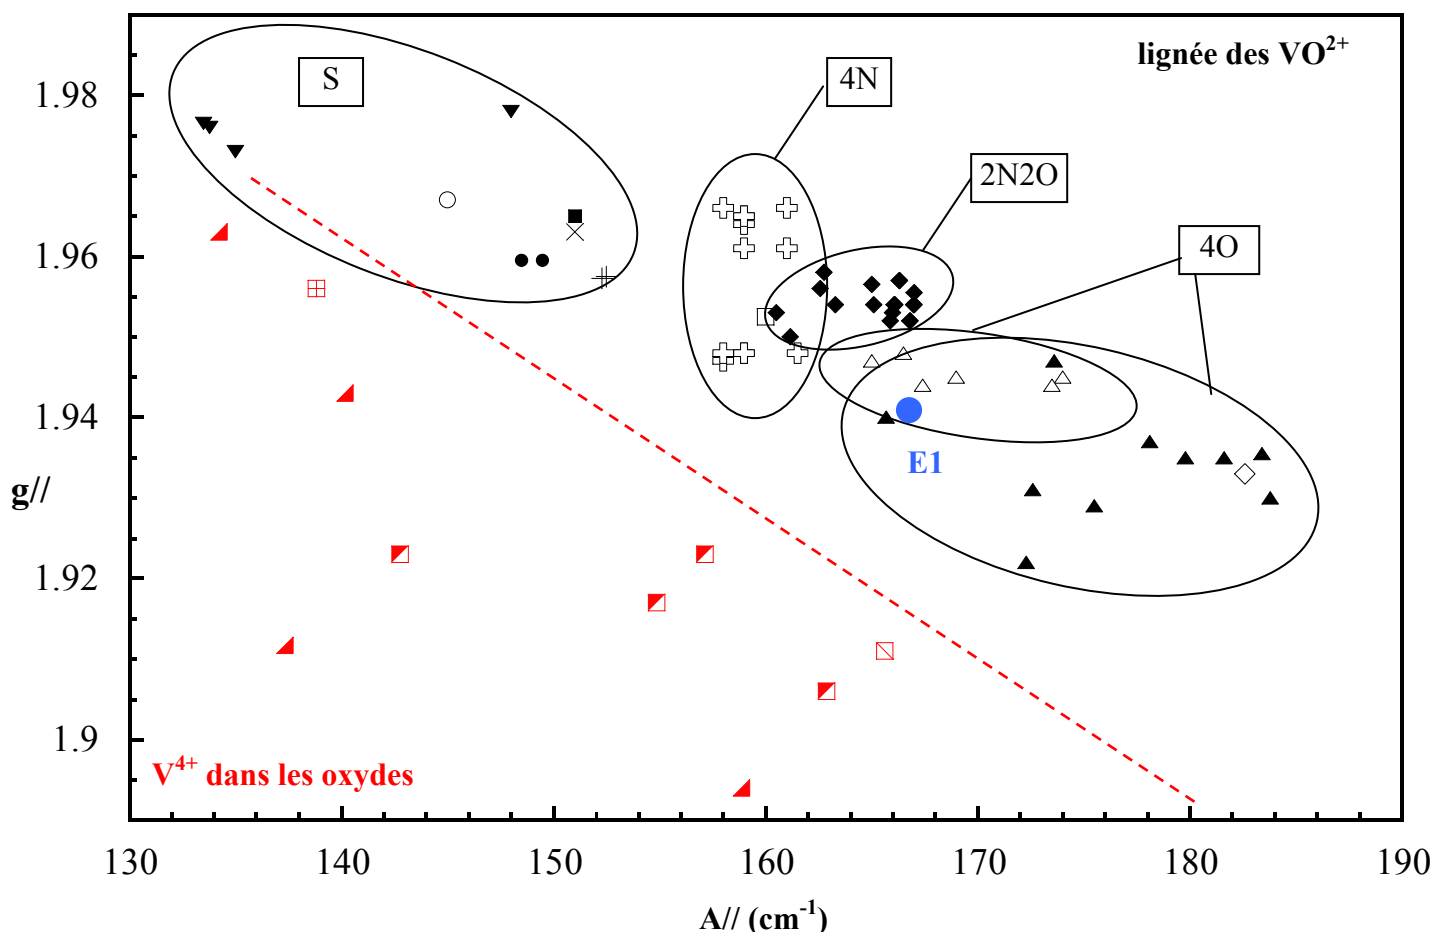 lignée des VO²⁺
S
4N
2N2O
4O
E1
V⁴⁺ dans les oxydes
g//
1.98
1.96
1.94
1.92
1.9
130 140 150 160 170 180 190
A// (cm⁻¹)